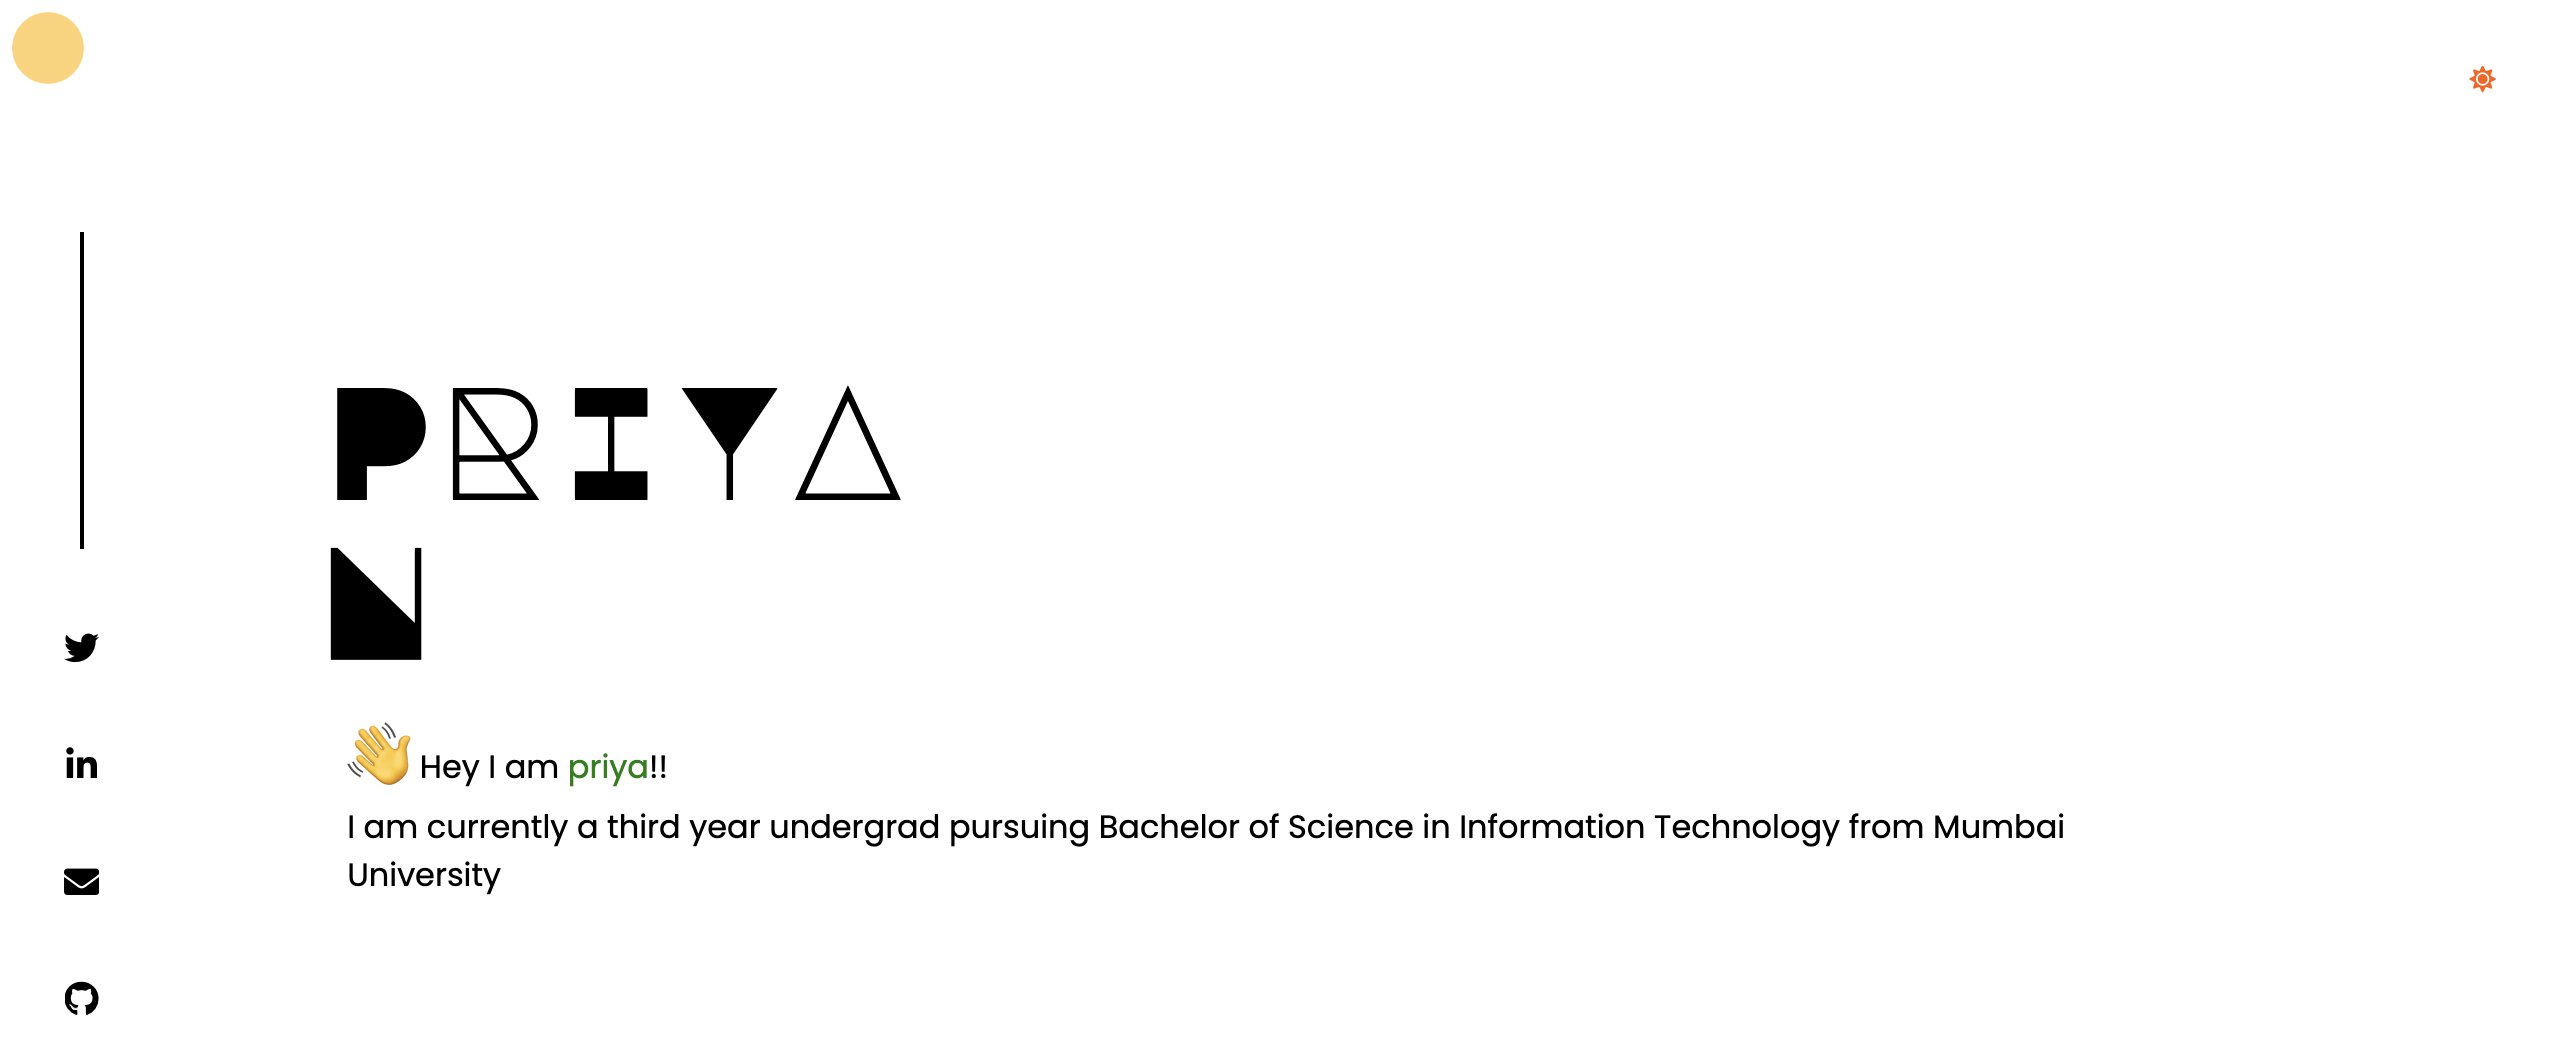 PRIYA
N
👋 Hey I am priya!!
I am currently a third year undergrad pursuing Bachelor of Science in Information Technology from Mumbai
University
in